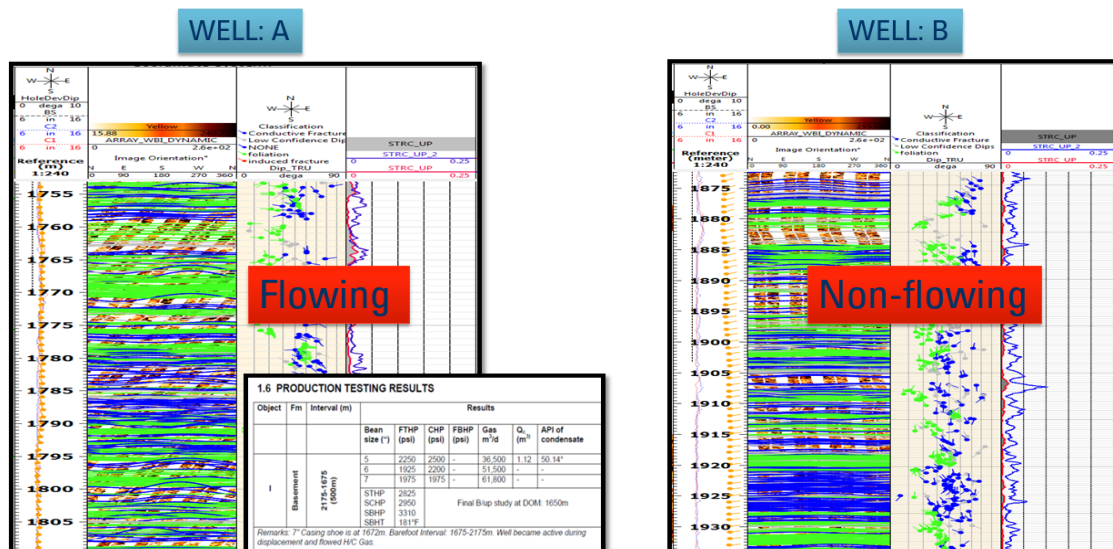 WELL: A
WELL: B
N
W E
S
HoleDevDip
0 dega 10
BS
6 in 16
C2
6 in 16
C1
6 in 16
Reference
(m)
1:240
Yellow
15.88
ARRAY_WBI_DYNAMIC
0 2.6e+02
Image Orientation°
N E S W N
0 90 180 270 360
N
W E
S
Classification
Conductive Fracture
Low Confidence Dip
NONE
foliation
induced fracture
Dip_TRU
0 dega 90
STRC_UP
STRC_UP_2
0 0.25
STRC_UP
0 0.25
1755
1760
1765
1770
1775
1780
1785
1790
1795
1800
1805
Flowing
1.6 PRODUCTION TESTING RESULTS
Object Fm Interval (m) Results
Bean size (") FTHP (psi) CHP (psi) FBHP (psi) Gas m³/d API of condensate
I Basement 2175-1675 (500m)
5 2250 2500 - 36,500 1.12 50.14°
6 1925 2200 - 51,500 - -
7 1975 1975 - 61,800 - -
STHP 2825
SCHP 2950
SBHP 3310
SBHT 181°F
Final B/up study at DOM: 1650m
Remarks: 7" Casing shoe is at 1672m. Barefoot Interval: 1675-2175m. Well became active during
displacement and flowed H/C Gas.
N
W E
S
HoleDevDip
0 dega 10
BS
6 in 16
C2
6 in 16
C1
6 in 16
Reference
(meter)
1:240
Yellow
0.00
ARRAY_WBI_DYNAMIC
0 2.6e+02
Image Orientation°
N E S W N
0 90 180 270 360
N
W E
S
Classification
Conductive Fracture
Low Confidence Dips
foliation
Dip_TRU
0 dega 90
STRC_UP
STRC_UP_2
0 0.25
STRC_UP
0 0.25
1875
1880
1885
1890
1895
1900
1905
1910
1915
1920
1925
1930
Non-flowing